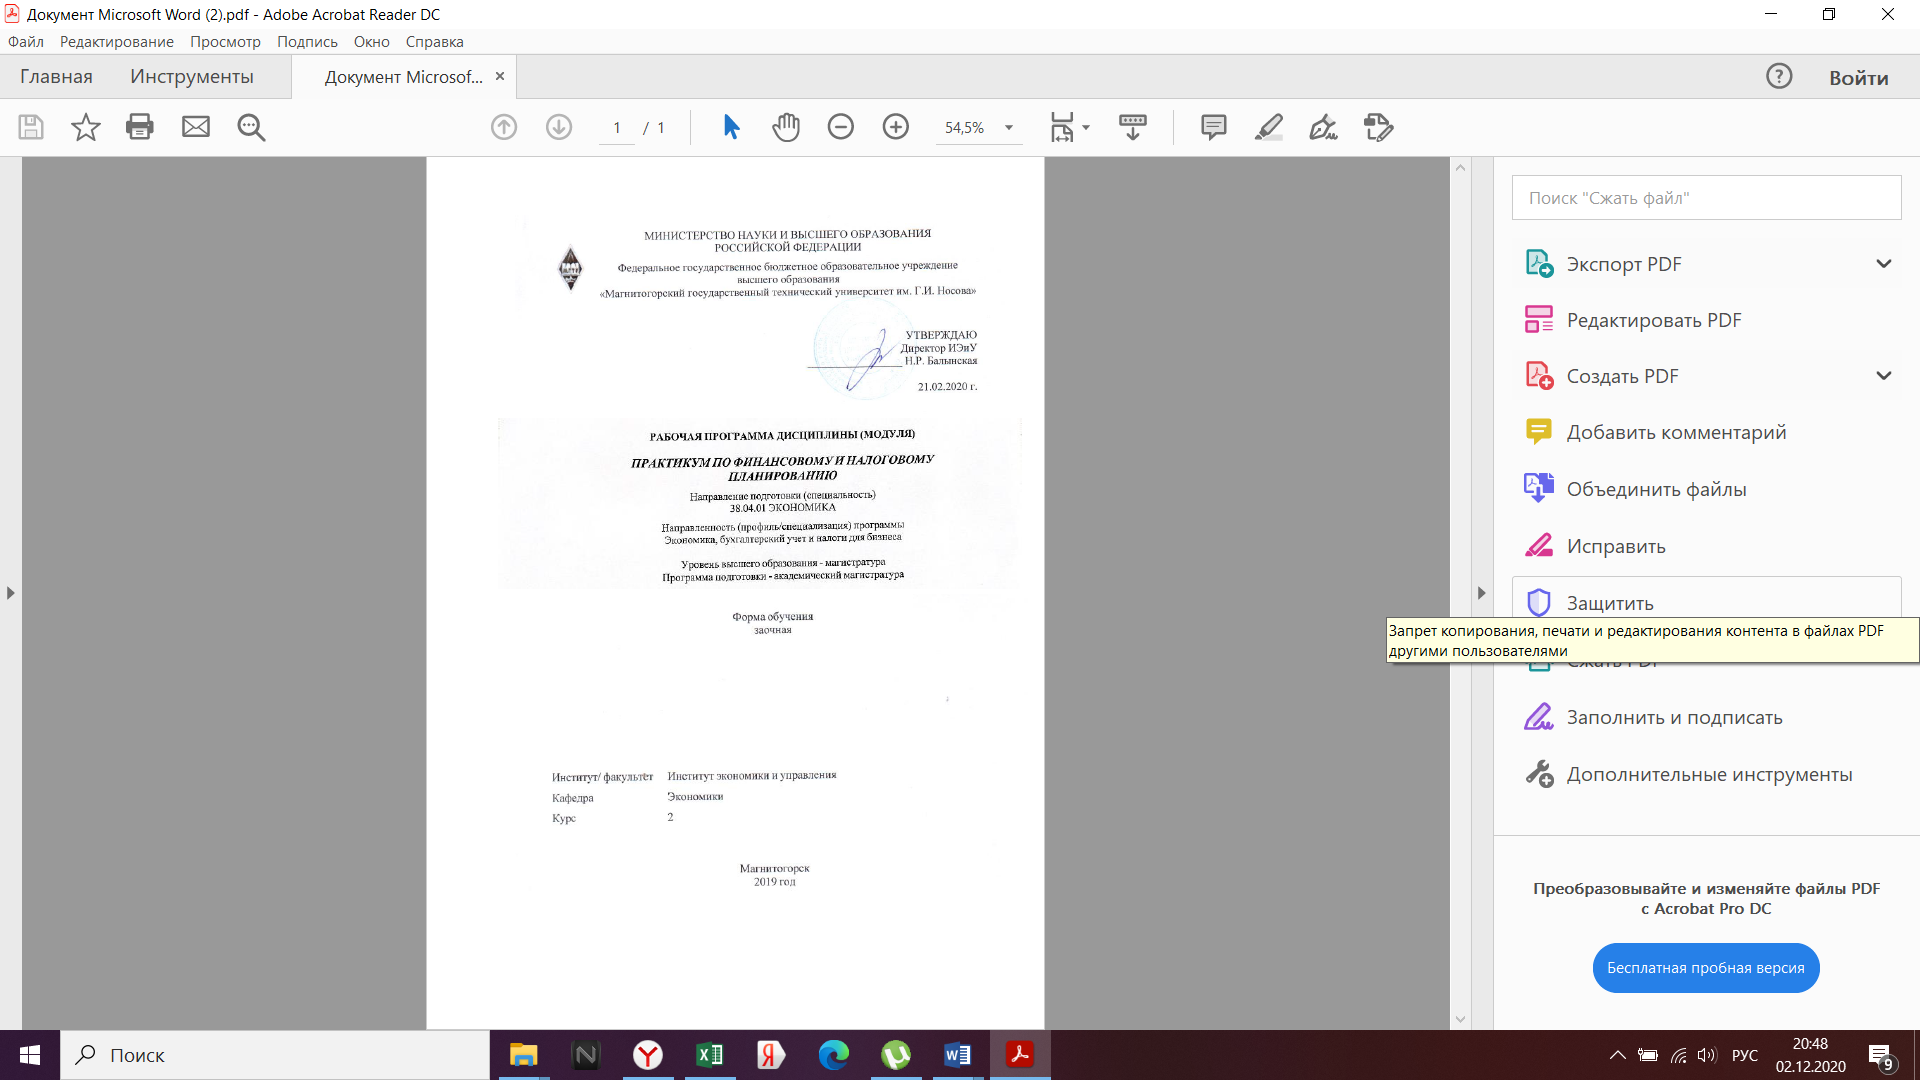 Документ Microsoft Word (2).pdf - Adobe Acrobat Reader DC
Файл Редактирование Просмотр Подпись Окно Справка
Главная Инструменты Документ Microsof... Войти
1 / 1 54,5%
МИНИСТЕРСТВО НАУКИ И ВЫСШЕГО ОБРАЗОВАНИЯ
РОССИЙСКОЙ ФЕДЕРАЦИИ
Федеральное государственное бюджетное образовательное учреждение
высшего образования
«Магнитогорский государственный технический университет им. Г.И. Носова»
УТВЕРЖДАЮ
Директор ИЭиУ
Н.Р. Балынская
21.02.2020 г.
РАБОЧАЯ ПРОГРАММА ДИСЦИПЛИНЫ (МОДУЛЯ)
ПРАКТИКУМ ПО ФИНАНСОВОМУ И НАЛОГОВОМУ
ПЛАНИРОВАНИЮ
Направление подготовки (специальность)
38.04.01 ЭКОНОМИКА
Направленность (профиль/специализация) программы
Экономика, бухгалтерский учет и налоги для бизнеса
Уровень высшего образования - магистратура
Программа подготовки - академический магистратура
Форма обучения
заочная
Институт/ факультет Институт экономики и управления
Кафедра Экономики
Курс 2
Магнитогорск
2019 год
Поиск "Сжать файл"
Экспорт PDF
Редактировать PDF
Создать PDF
Добавить комментарий
Объединить файлы
Исправить
Защитить
Запрет копирования, печати и редактирования контента в файлах PDF
другими пользователями
Сжать PDF
Заполнить и подписать
Дополнительные инструменты
Преобразовывайте и изменяйте файлы PDF
с Acrobat Pro DC
Бесплатная пробная версия
Поиск
РУС
20:48
02.12.2020
9